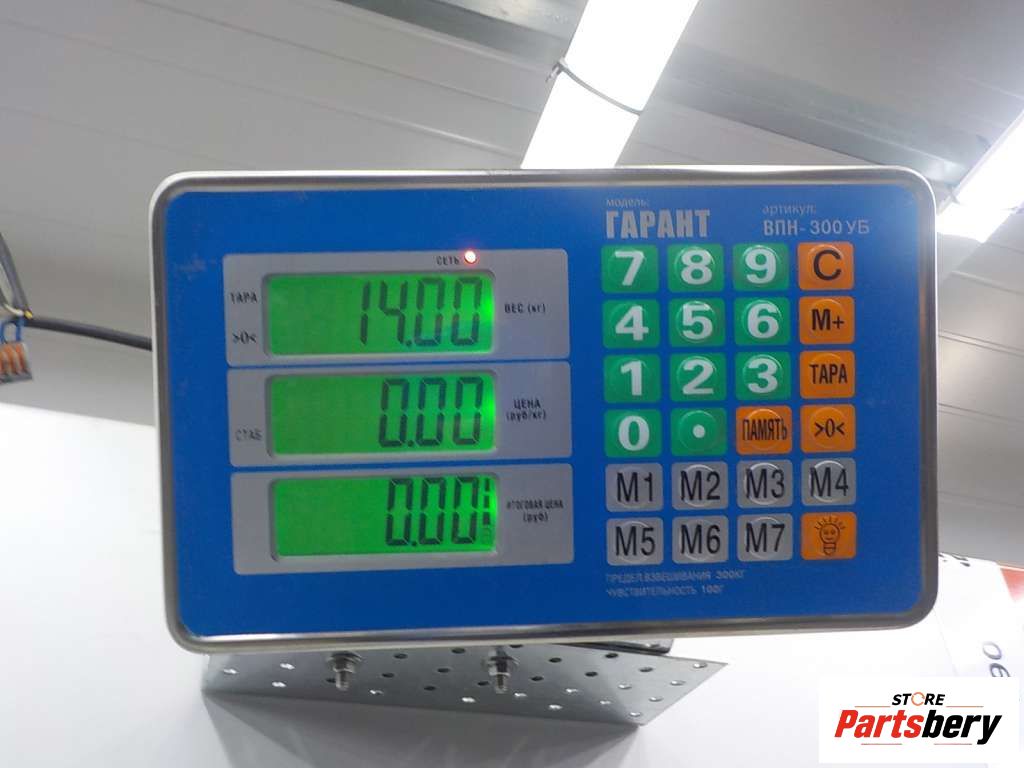 модель:
ГАРАНТ
артикул:
ВПН-300УБ
СЕТЬ
ТАРА
>0<
14.00
ВЕС (кг)
СТАБ
0.00
ЦЕНА
(руб/кг)
0.00
ИТОГОВАЯ ЦЕНА
(руб)
7 8 9 C
4 5 6 M+
1 2 3 ТАРА
0 . ПАМЯТЬ >0<
M1 M2 M3 M4
M5 M6 M7
ПРЕДЕЛ ВЗВЕШИВАНИЯ 300КГ
ЧУВСТВИТЕЛЬНОСТЬ 100Г
06
STORE
Partsbery